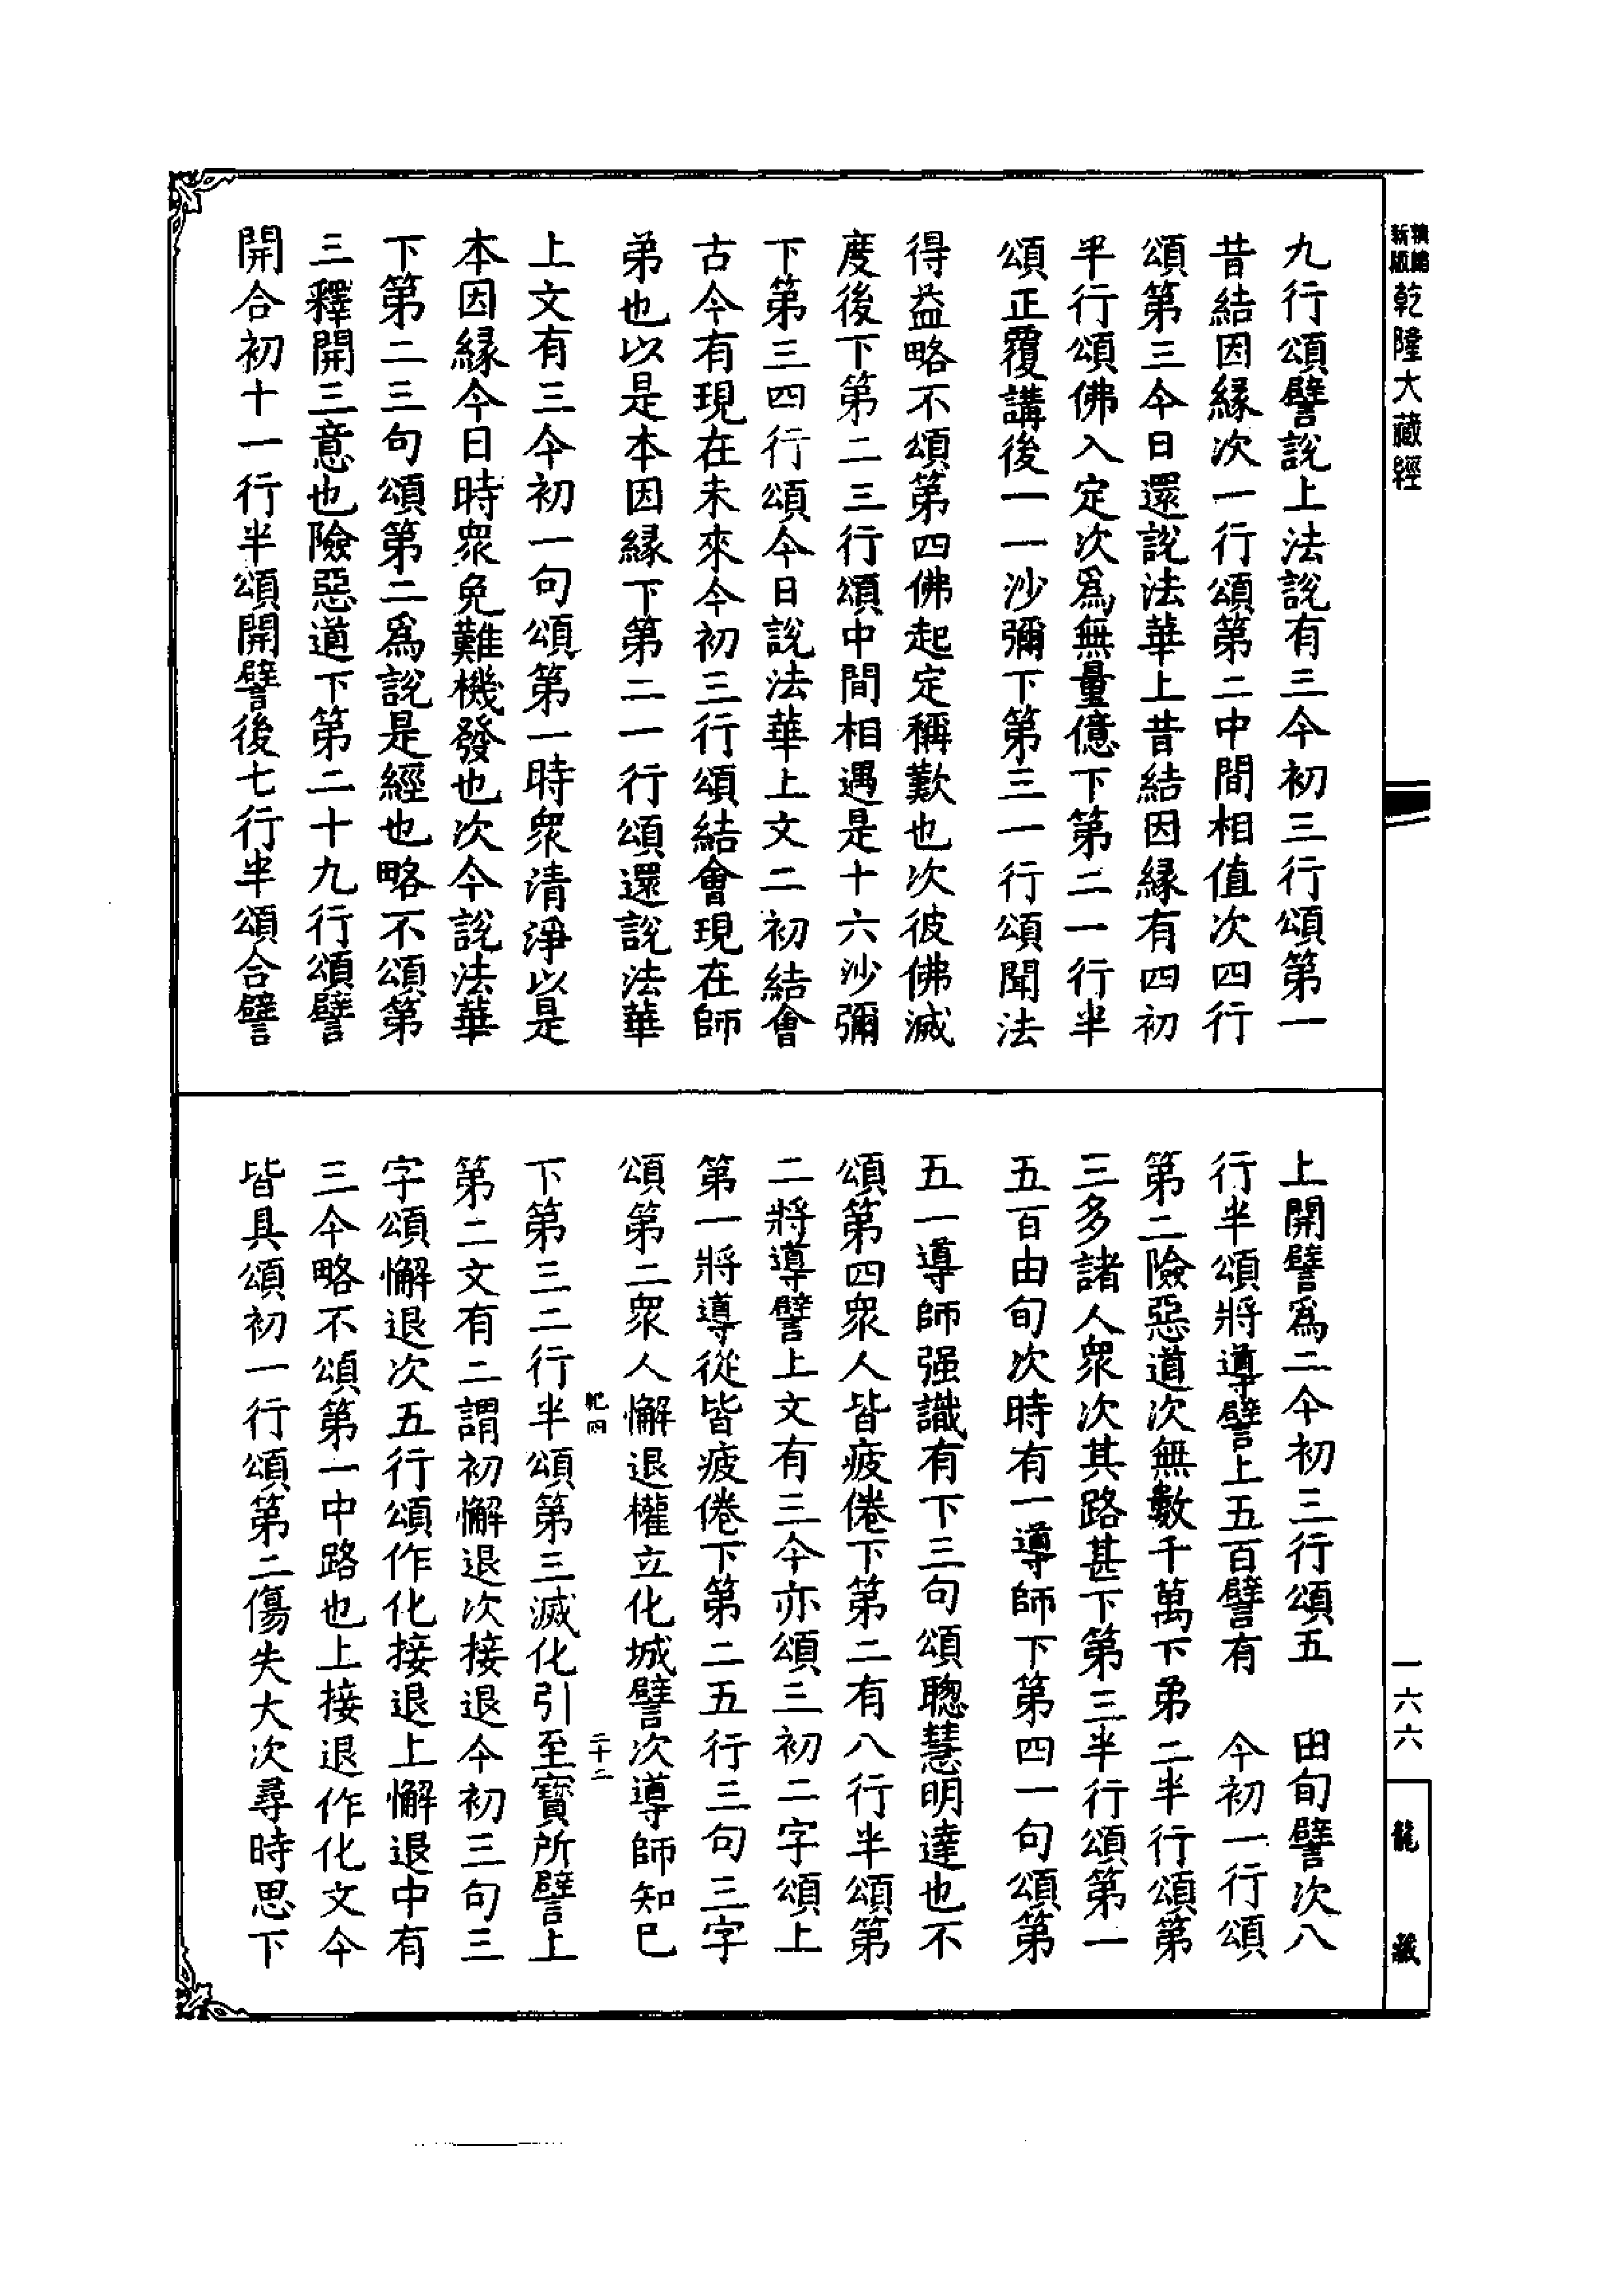 精編
新版
乾隆大藏經
九行頌譬說上法說有三今初三行頌第一
昔結因縁次一行頌第二中間相值次四行
頌第三今日還說法華上昔結因縁有四初
半行頌佛入定次爲無量億下第二一行半
頌正覆講後一一沙彌下第三一行頌聞法
得益略不頌第四佛起定稱歎也次彼佛滅
度後下第二三行頌中間相遇是十六沙彌
下第三四行頌今日說法華上文二初結會
古今有現在未來今初三行頌結會現在師
弟也以是本因縁下第二一行頌還說法華
上文有三今初一句頌第一時衆清淨以是
本因縁今日時衆免難機發也次今說法華
下第二三句頌第二爲說是經也略不頌第
三釋開三意也險惡道下第二十九行頌譬
開合初十一行半頌開譬後七行半頌合譬
上開譬爲二今初三行頌五 由旬譬次八
行半頌將導譬上五百譬有 今初一行頌
第二險惡道次無數千萬下弟二半行頌第
三多諸人衆次其路甚下第三半行頌第一
五百由旬次時有一導師下第四一句頌第
五一導師强識有下三句頌聰慧明達也不
頌第四衆人皆疲倦下第二有八行半頌第
二將導譬上文有三今亦頌三初二字頌上
第一將導從皆疲倦下第二五行三句三字
頌第二衆人懈退權立化城譬次導師知已
二十二
下第三二行半頌第三滅化引至寶所譬上
第二文有二謂初懈退次接退今初三句三
字頌懈退次五行頌作化接退上懈退中有
三今略不頌第一中路也上接退作化文今
皆具頌初一行頌第二傷失大次尋時思下
一六六
龍藏